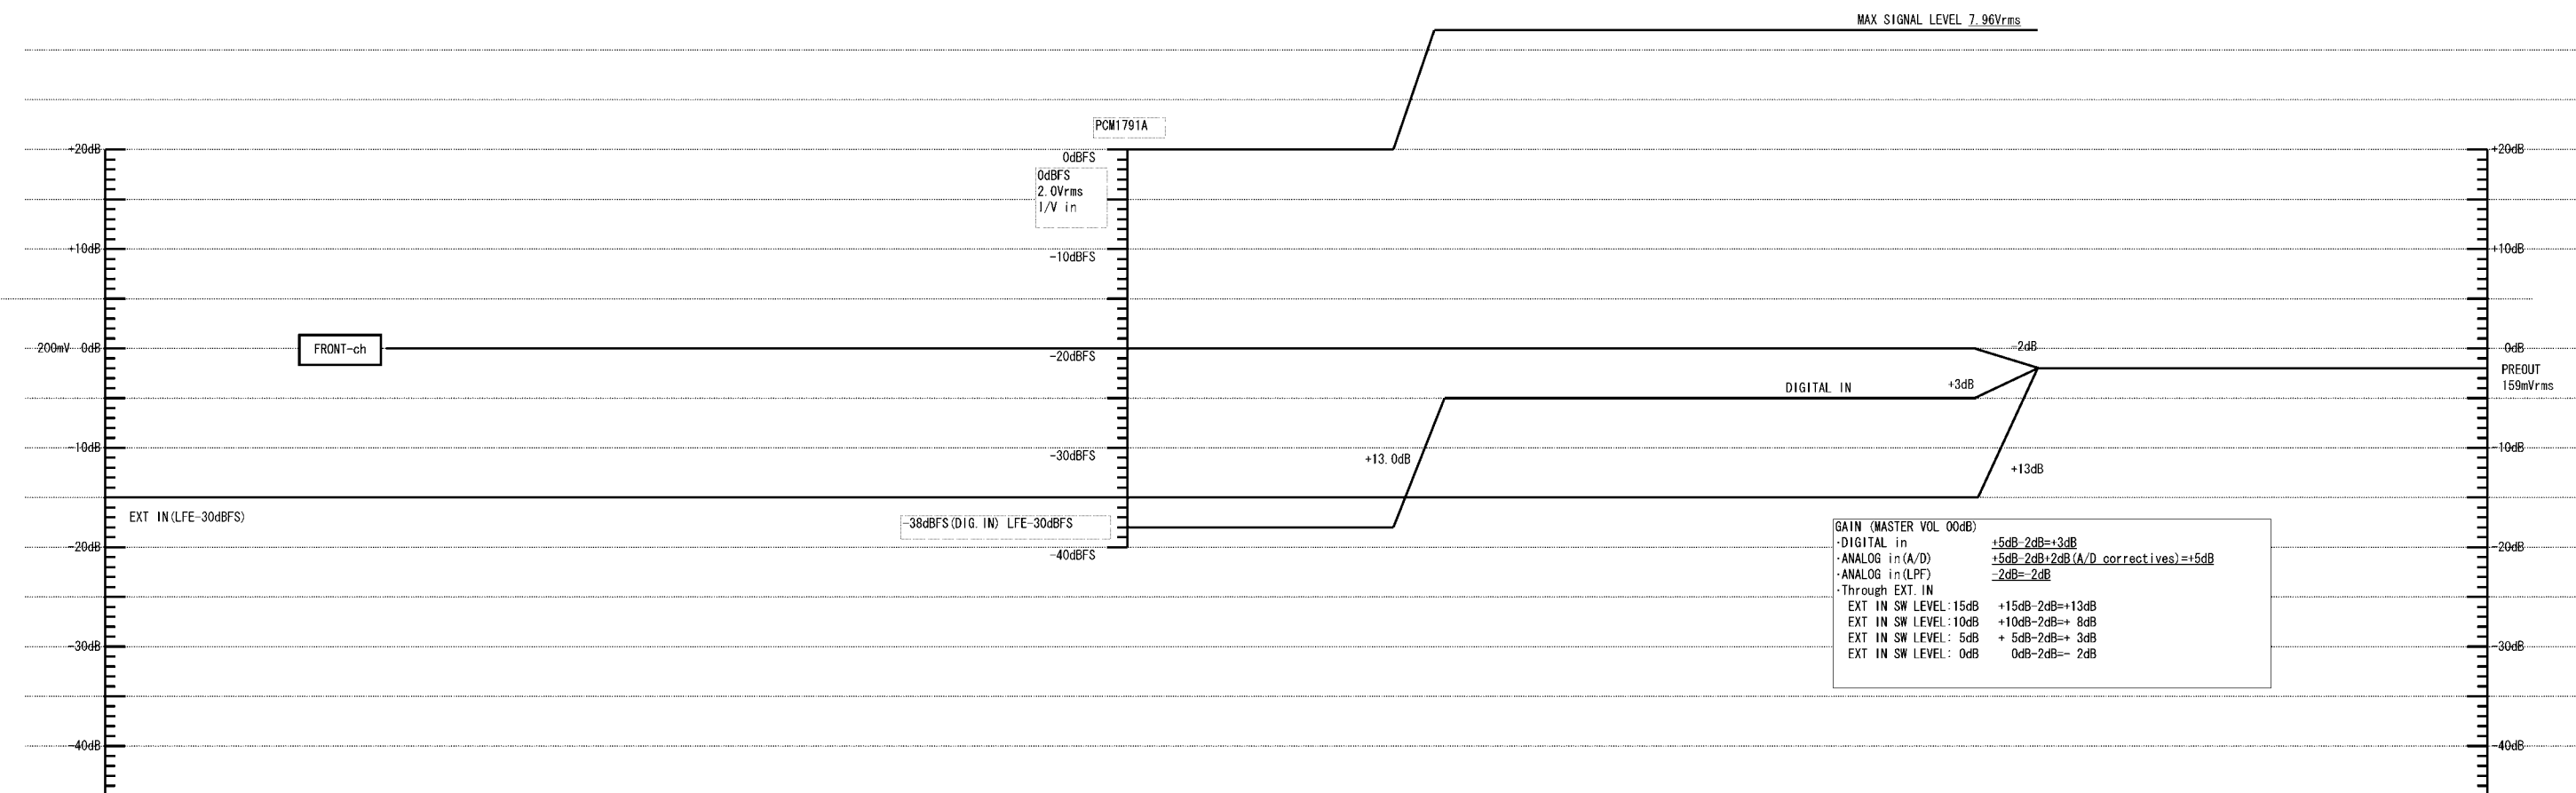 MAX SIGNAL LEVEL 7.96Vrms
PCM1791A
+20dB
0dBFS
+20dB
0dBFS
2.0Vrms
I/V in
+10dB
-10dBFS
+10dB
200mV 0dB
FRONT-ch
-20dBFS
-2dB
0dB
PREOUT
159mVrms
DIGITAL IN
+3dB
-10dB
-30dBFS
+13.0dB
+13dB
-10dB
EXT IN(LFE-30dBFS)
-38dBFS(DIG.IN) LFE-30dBFS
-20dB
-40dBFS
-20dB
GAIN (MASTER VOL 00dB)
･DIGITAL in +5dB-2dB=+3dB
･ANALOG in(A/D) +5dB-2dB+2dB(A/D correctives)=+5dB
･ANALOG in(LPF) -2dB=-2dB
･Through EXT.IN
EXT IN SW LEVEL:15dB +15dB-2dB=+13dB
EXT IN SW LEVEL:10dB +10dB-2dB=+ 8dB
EXT IN SW LEVEL: 5dB + 5dB-2dB=+ 3dB
EXT IN SW LEVEL: 0dB 0dB-2dB=- 2dB
-30dB
-30dB
-40dB
-40dB